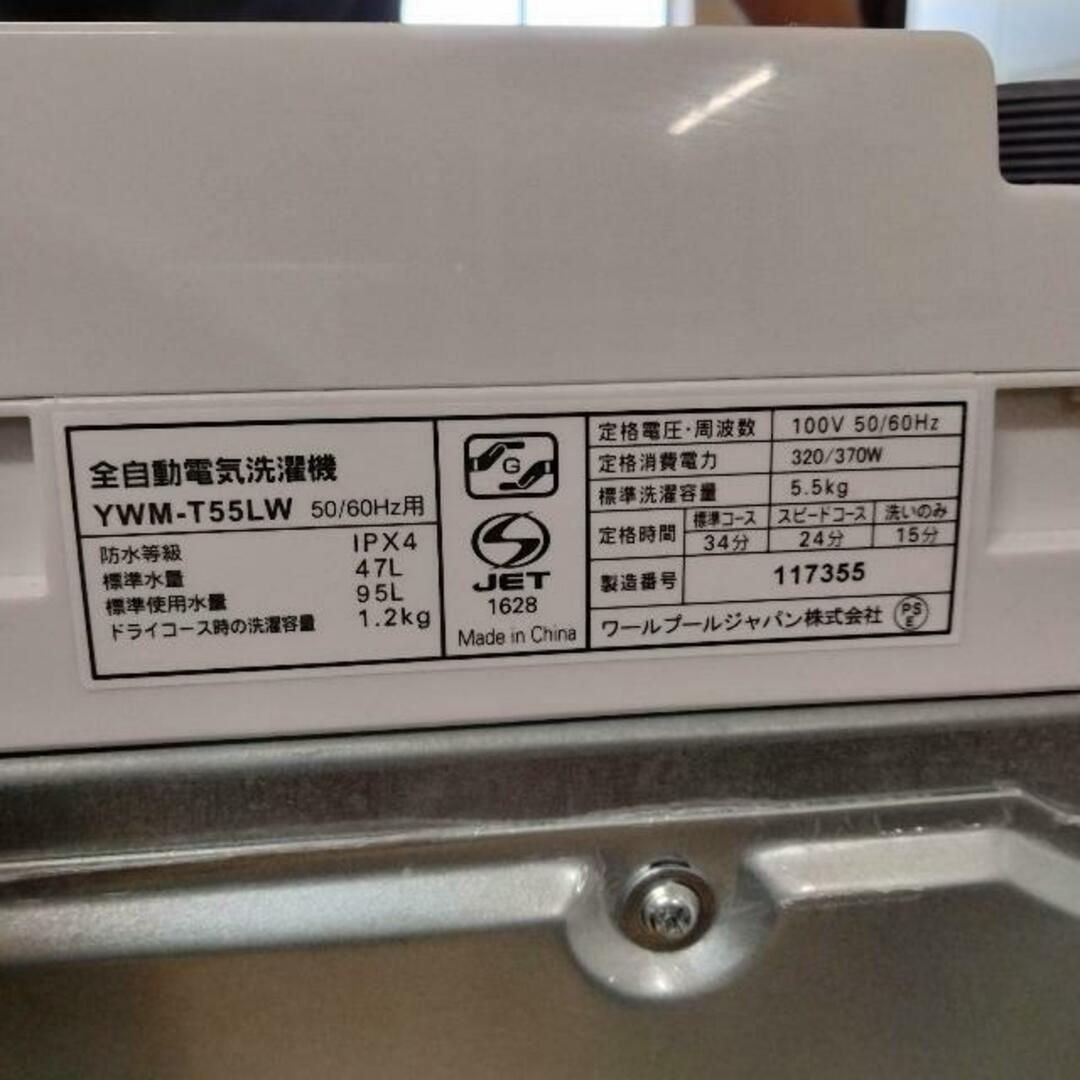 全自動電気洗濯機
YWM-T55LW 50/60Hz用
防水等級 IPX4
標準水量 47L
標準使用水量 95L
ドライコース時の洗濯容量 1.2kg
G
JET
1628
Made in China
定格電圧・周波数 100V 50/60Hz
定格消費電力 320/370W
標準洗濯容量 5.5kg
定格時間 標準コース スピードコース 洗いのみ
34分 24分 15分
製造番号 117355
ワールプールジャパン株式会社 PSE